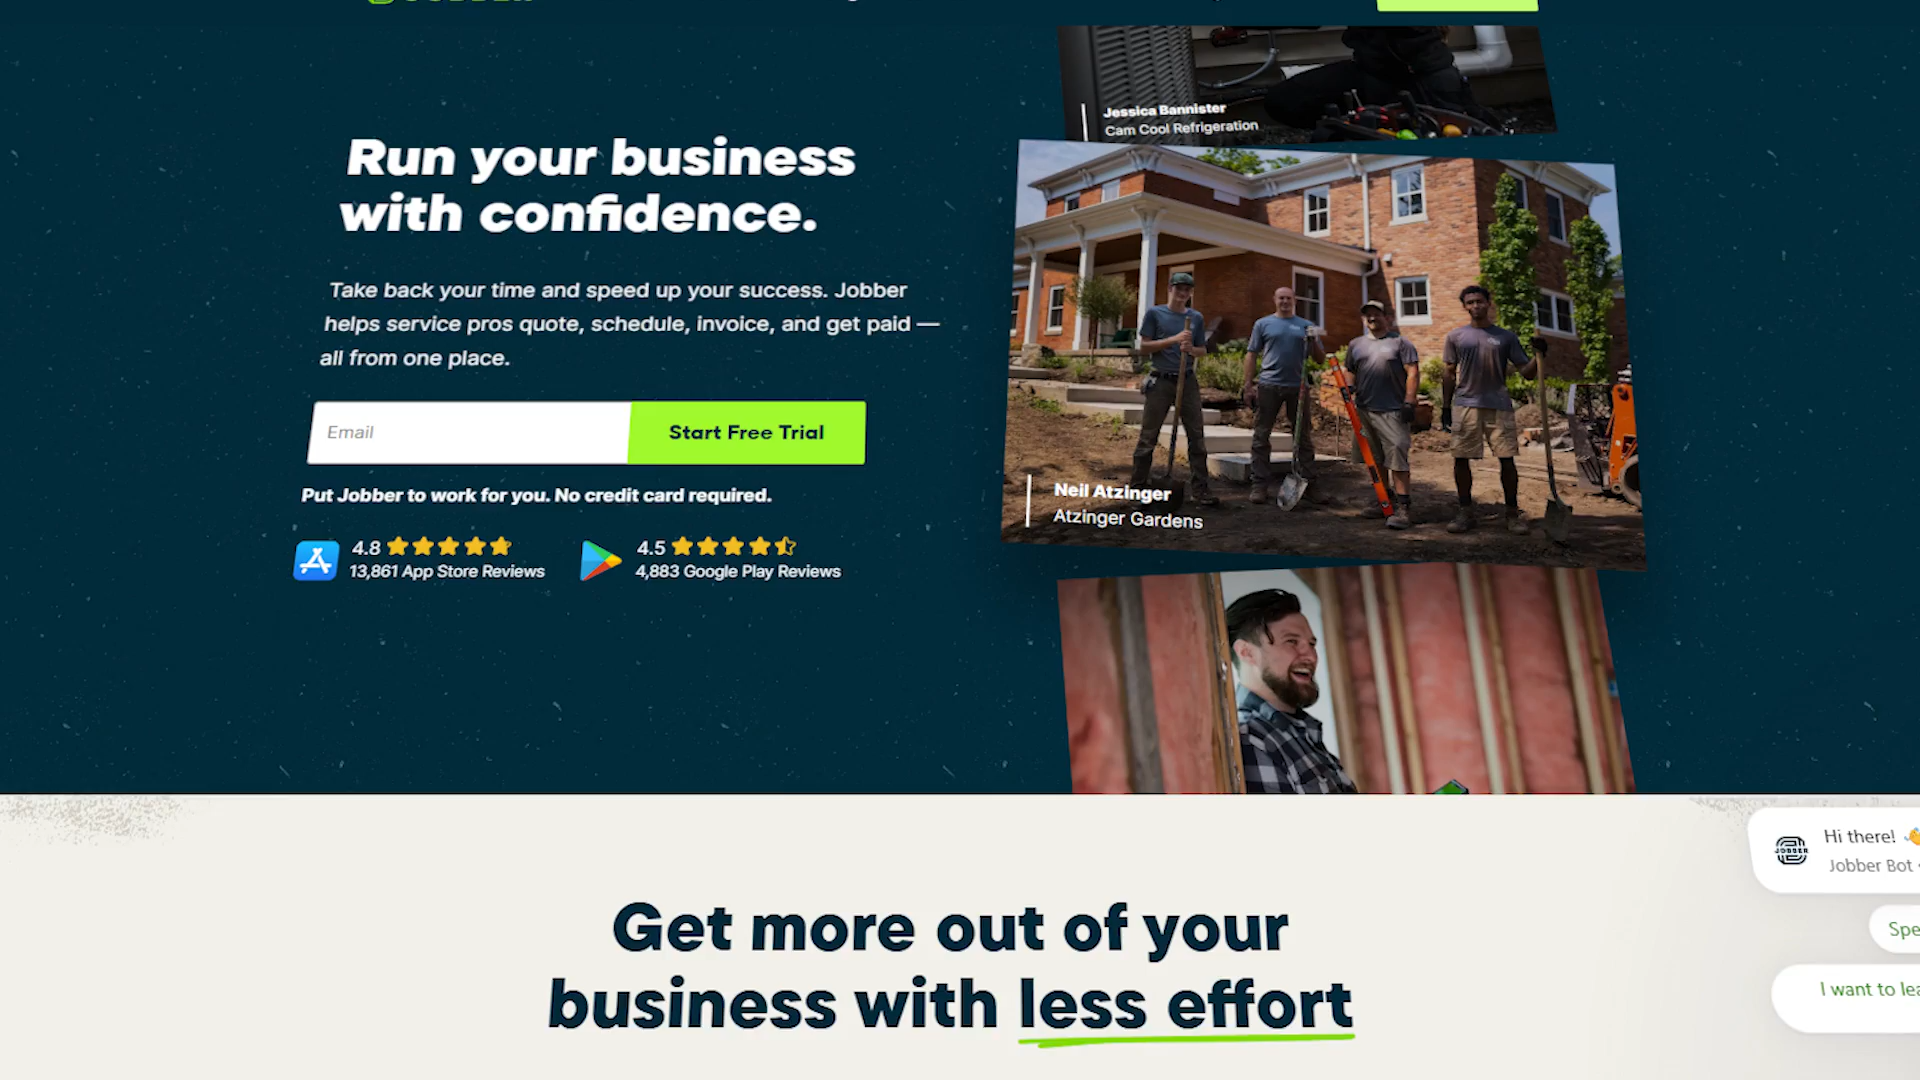 Jessica Bannister
Cam Cool Refrigeration
Run your business
with confidence.
Take back your time and speed up your success. Jobber
helps service pros quote, schedule, invoice, and get paid —
all from one place.
Email
Start Free Trial
Put Jobber to work for you. No credit card required.
4.8
13,861 App Store Reviews
4.5
4,883 Google Play Reviews
Neil Atzinger
Atzinger Gardens
Hi there! 👋
JOBBER
Jobber Bot
Get more out of your
business with less effort
I want to